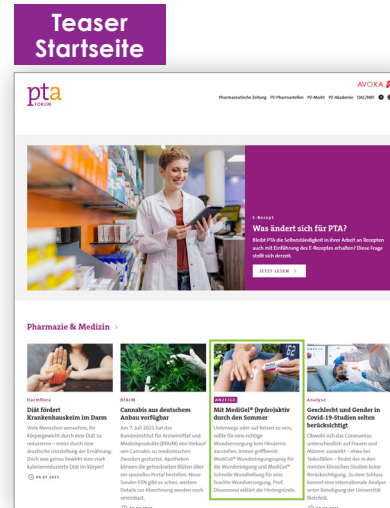 Teaser
Startseite
pta
FORUM
AVOXA
Pharmazeutische Zeitung PZ-Pharmastellen PZ-Markt PZ-Akademie DAC/NRF
E-Rezept
Was ändert sich für PTA?
Bleibt PTA die Selbstständigkeit in ihrer Arbeit an Rezepten
auch mit Einführung des E-Rezeptes erhalten? Diese Frage
stellt sich derzeit.
JETZT LESEN >
Pharmazie & Medizin >
Darmflora
Diät fördert
Krankenhauskeim im Darm
Viele Menschen versuchen, ihr
Körpergewicht durch eine Diät zu
reduzieren – meist durch eine
drastische Umstellung der Ernährung.
Doch was genau bewirkt eine stark
kalorienreduzierte Diät im Körper?
09.07.2021
BfArM
Cannabis aus deutschem
Anbau verfügbar
Am 7. Juli 2021 hat das
Bundesinstitut für Arzneimittel und
Medizinprodukte (BfArM) den Verkauf
von Cannabis zu medizinischen
Zwecken gestartet. Apotheken
können die getrockneten Blüten über
ein spezielles Portal bestellen. Neue
Sonder-PZN gibt es schon, weitere
Details zur Abrechnung werden noch
vereinbart.
ANZEIGE
Mit MediGel® (hydro)aktiv
durch den Sommer
Unterwegs oder auf Reisen zu sein,
sollte für eine richtige
Wundversorgung kein Hindernis
darstellen. Immer griffbereit:
MediGel® Wundreinigungsspray für
die Wundreinigung und MediGel®
Schnelle Wundheilung für eine
feuchte Wundversorgung. Prof.
Dissemond erklärt die Hintergründe.
Analyse
Geschlecht und Gender in
Covid-19-Studien selten
berücksichtigt
Obwohl sich das Coronavirus
unterschiedlich auf Frauen und
Männer auswirkt – etwa bei
Todesfällen – findet das in den
meisten klinischen Studien keine
Berücksichtigung. Zu dem Schluss
kommt eine internationale Analyse
unter Beteiligung der Universität
Bielefeld.